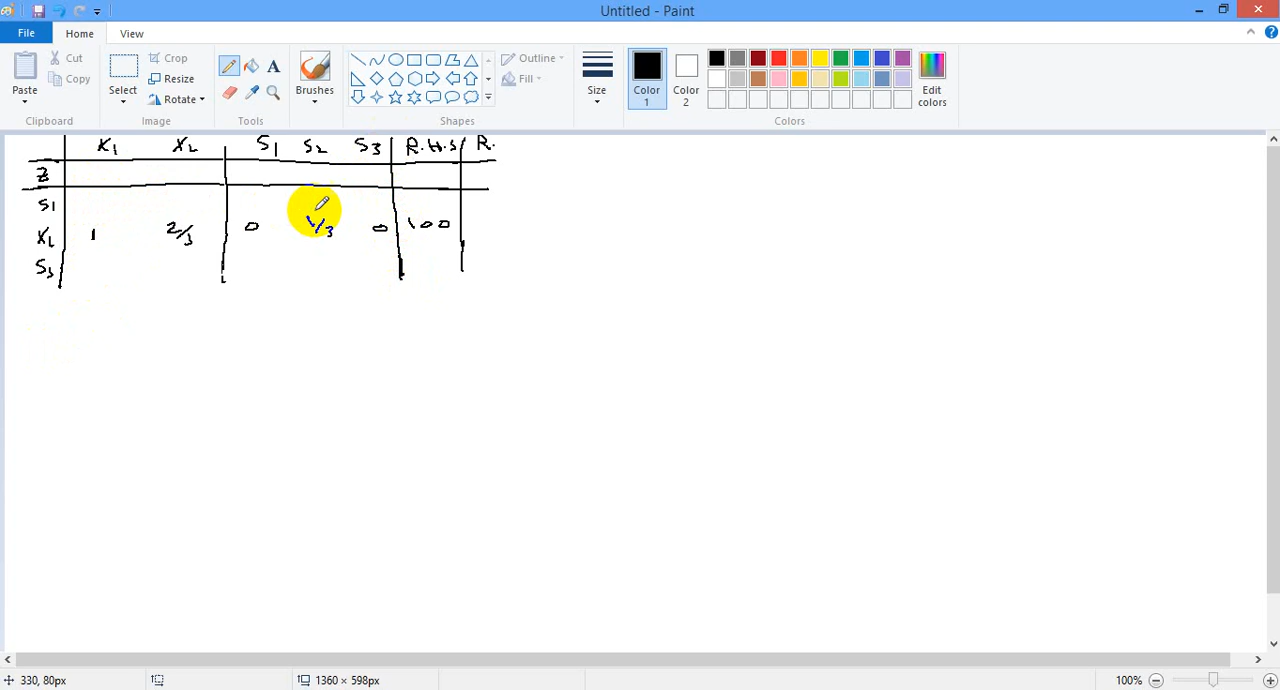 Untitled - Paint
File Home View
Paste
Cut
Copy
Clipboard
Select
Crop
Resize
Rotate
Image
A
Tools
Brushes
Outline
Fill
Shapes
Size
Color 1
Color 2
Edit colors
Colors
X1 X2 S1 S2 S3 R.H.S R.
Z
S1
X1 1 2/3 0 1/3 0 100
S3
330, 80px
1360 × 598px
100%